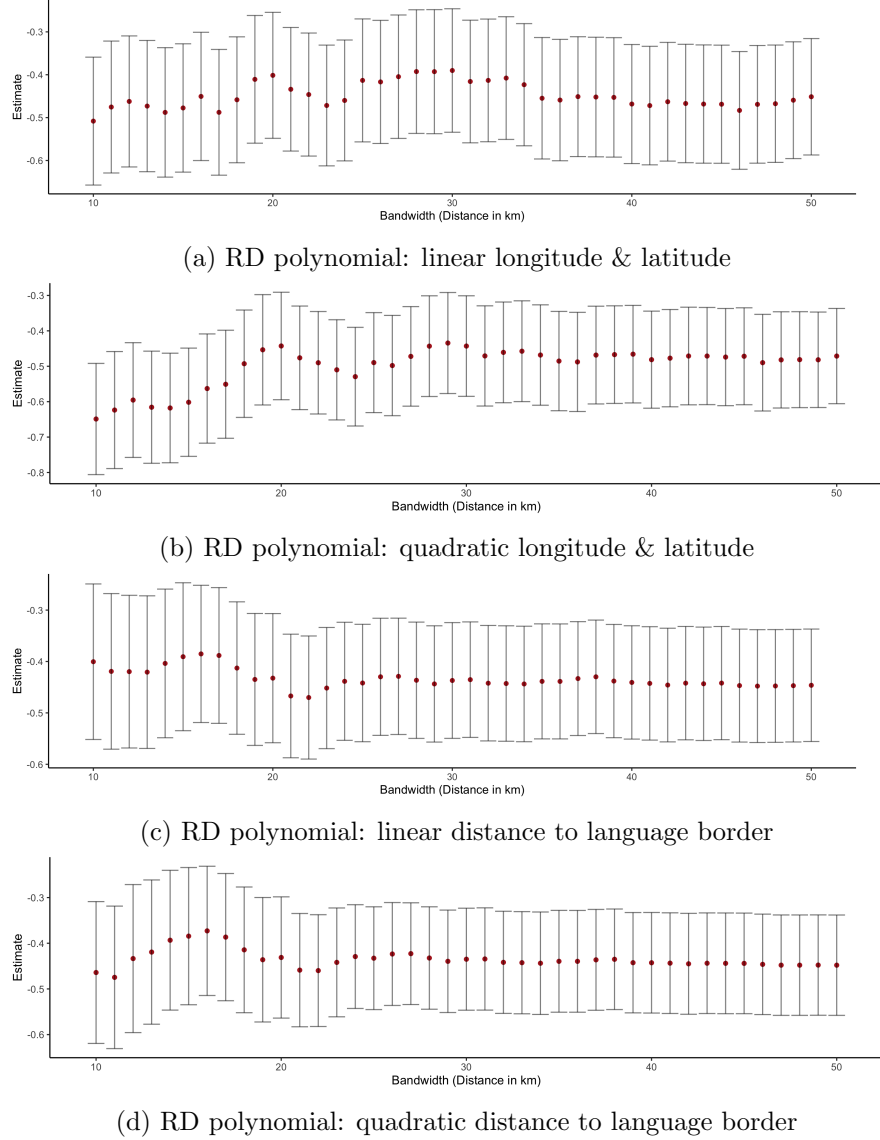 -0.3
-0.4
-0.5
-0.6
Estimate
10 20 30 40 50
Bandwidth (Distance in km)
(a) RD polynomial: linear longitude & latitude
-0.3
-0.4
-0.5
-0.6
-0.7
-0.8
Estimate
10 20 30 40 50
Bandwidth (Distance in km)
(b) RD polynomial: quadratic longitude & latitude
-0.3
-0.4
-0.5
-0.6
Estimate
10 20 30 40 50
Bandwidth (Distance in km)
(c) RD polynomial: linear distance to language border
-0.3
-0.4
-0.5
-0.6
Estimate
10 20 30 40 50
Bandwidth (Distance in km)
(d) RD polynomial: quadratic distance to language border